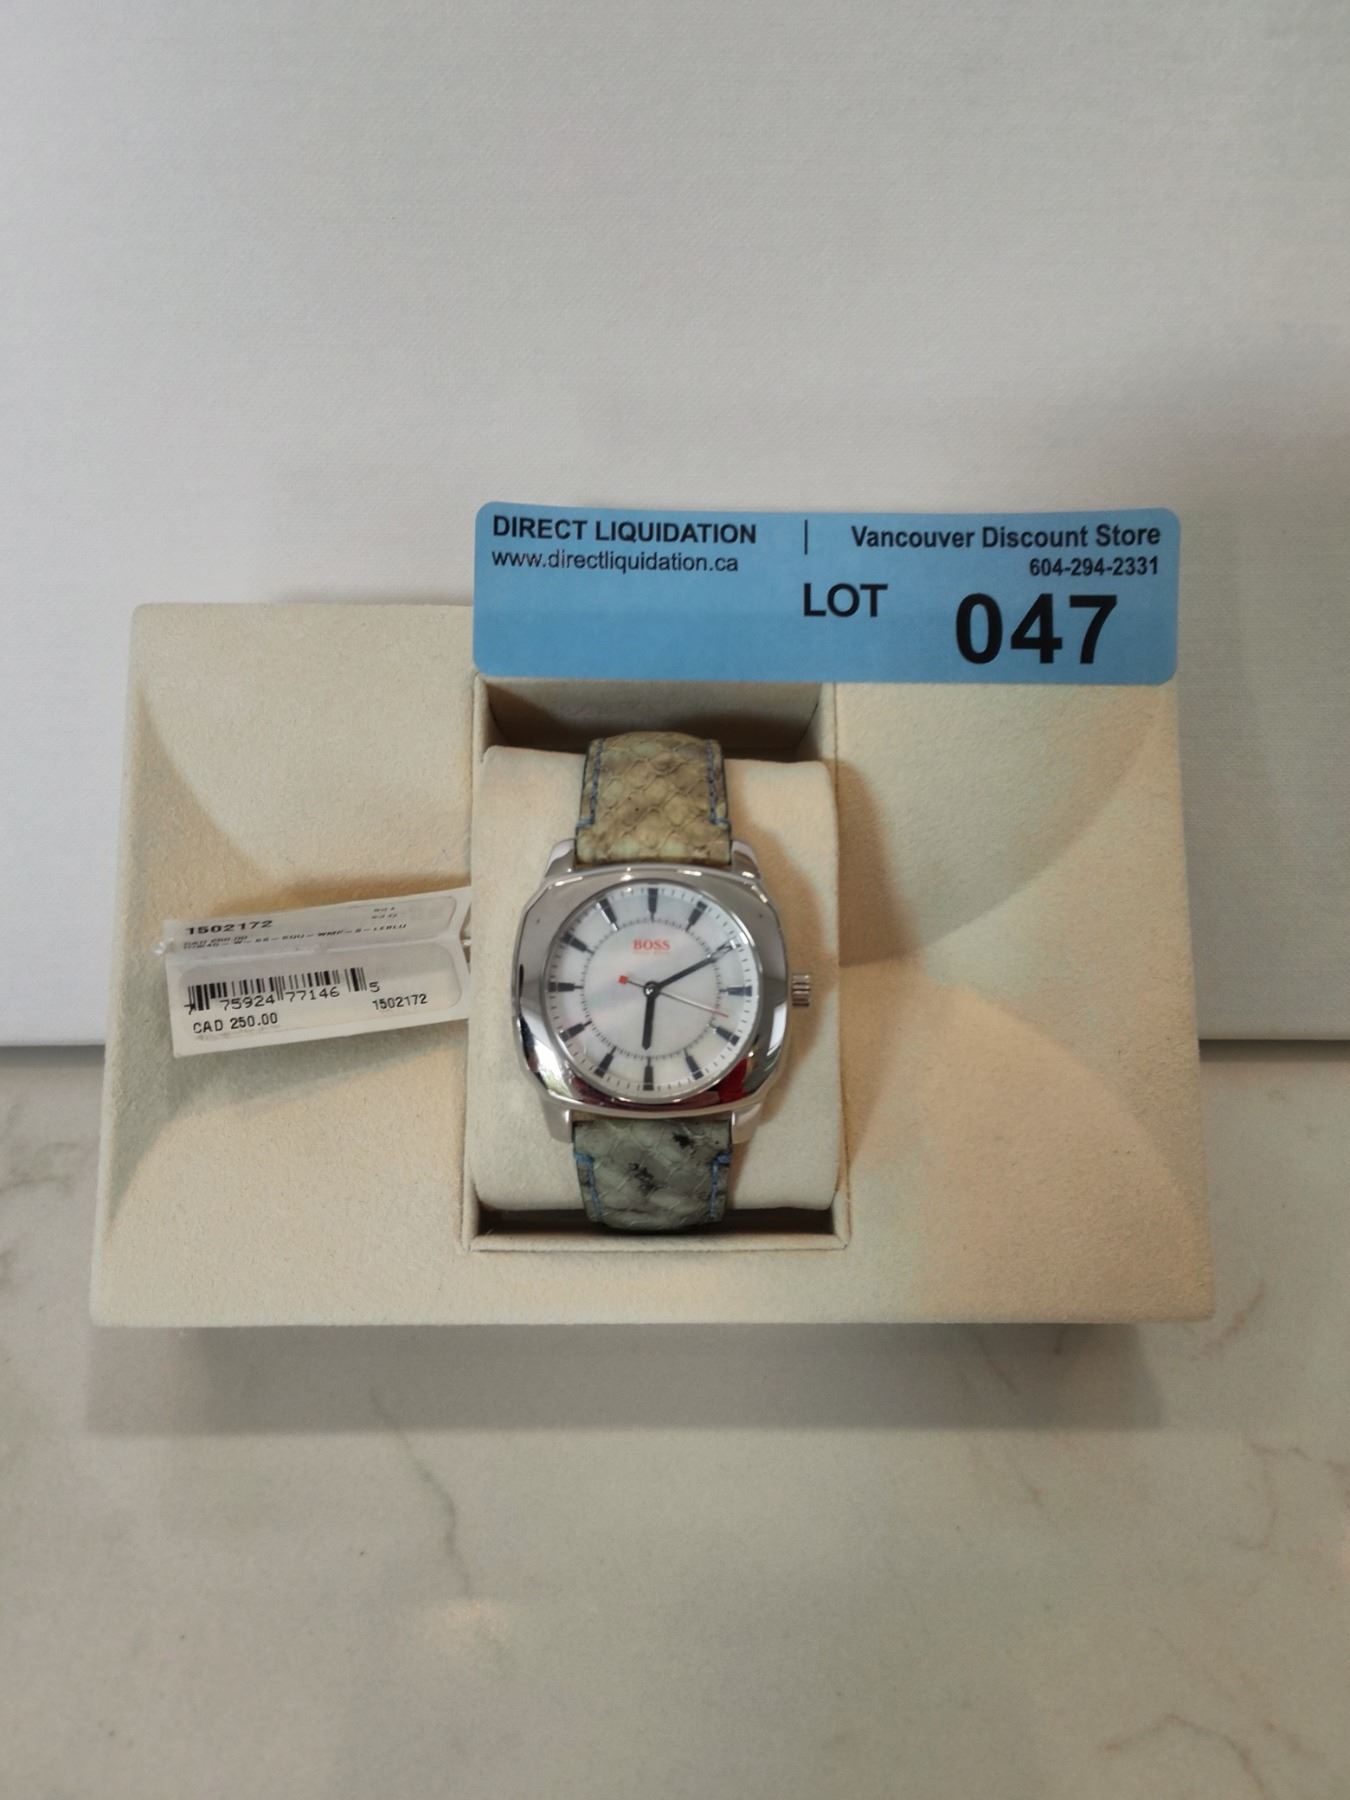 DIRECT LIQUIDATION | Vancouver Discount Store
www.directliquidation.ca 604-294-2331
LOT 047
1502172
7 75924 77146 5
1502172
CAD 250.00
BOSS